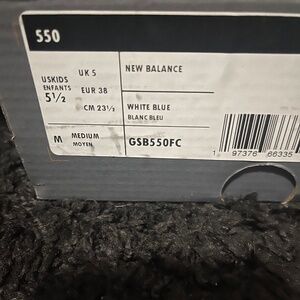 550
USKIDS
ENFANTS
5½
UK 5
EUR 38
CM 23½
NEW BALANCE
WHITE BLUE
BLANC BLEU
M
MEDIUM
MOYEN
GSB550FC
1 97376 66335